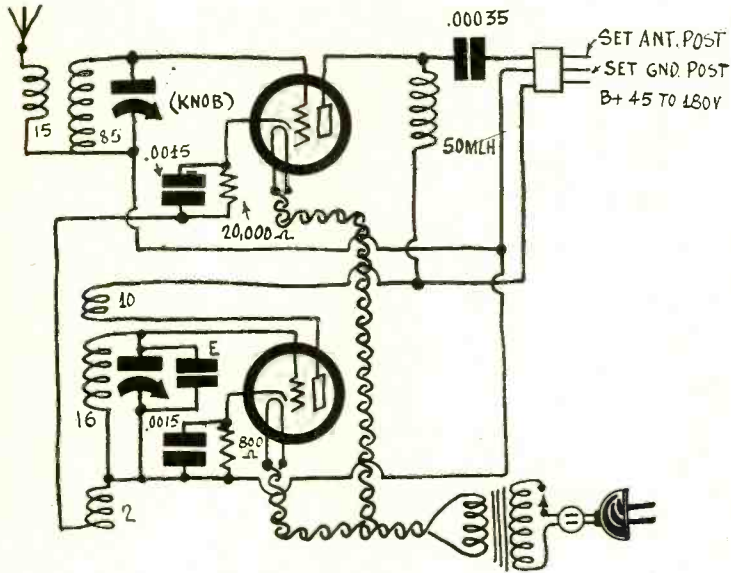 .00035
SET ANT. POST
SET GND. POST
B+ 45 TO 180V
(KNOB)
15
85
.0015
50MLH
20,000Ω
10
E
16
.0015
800
Ω
2